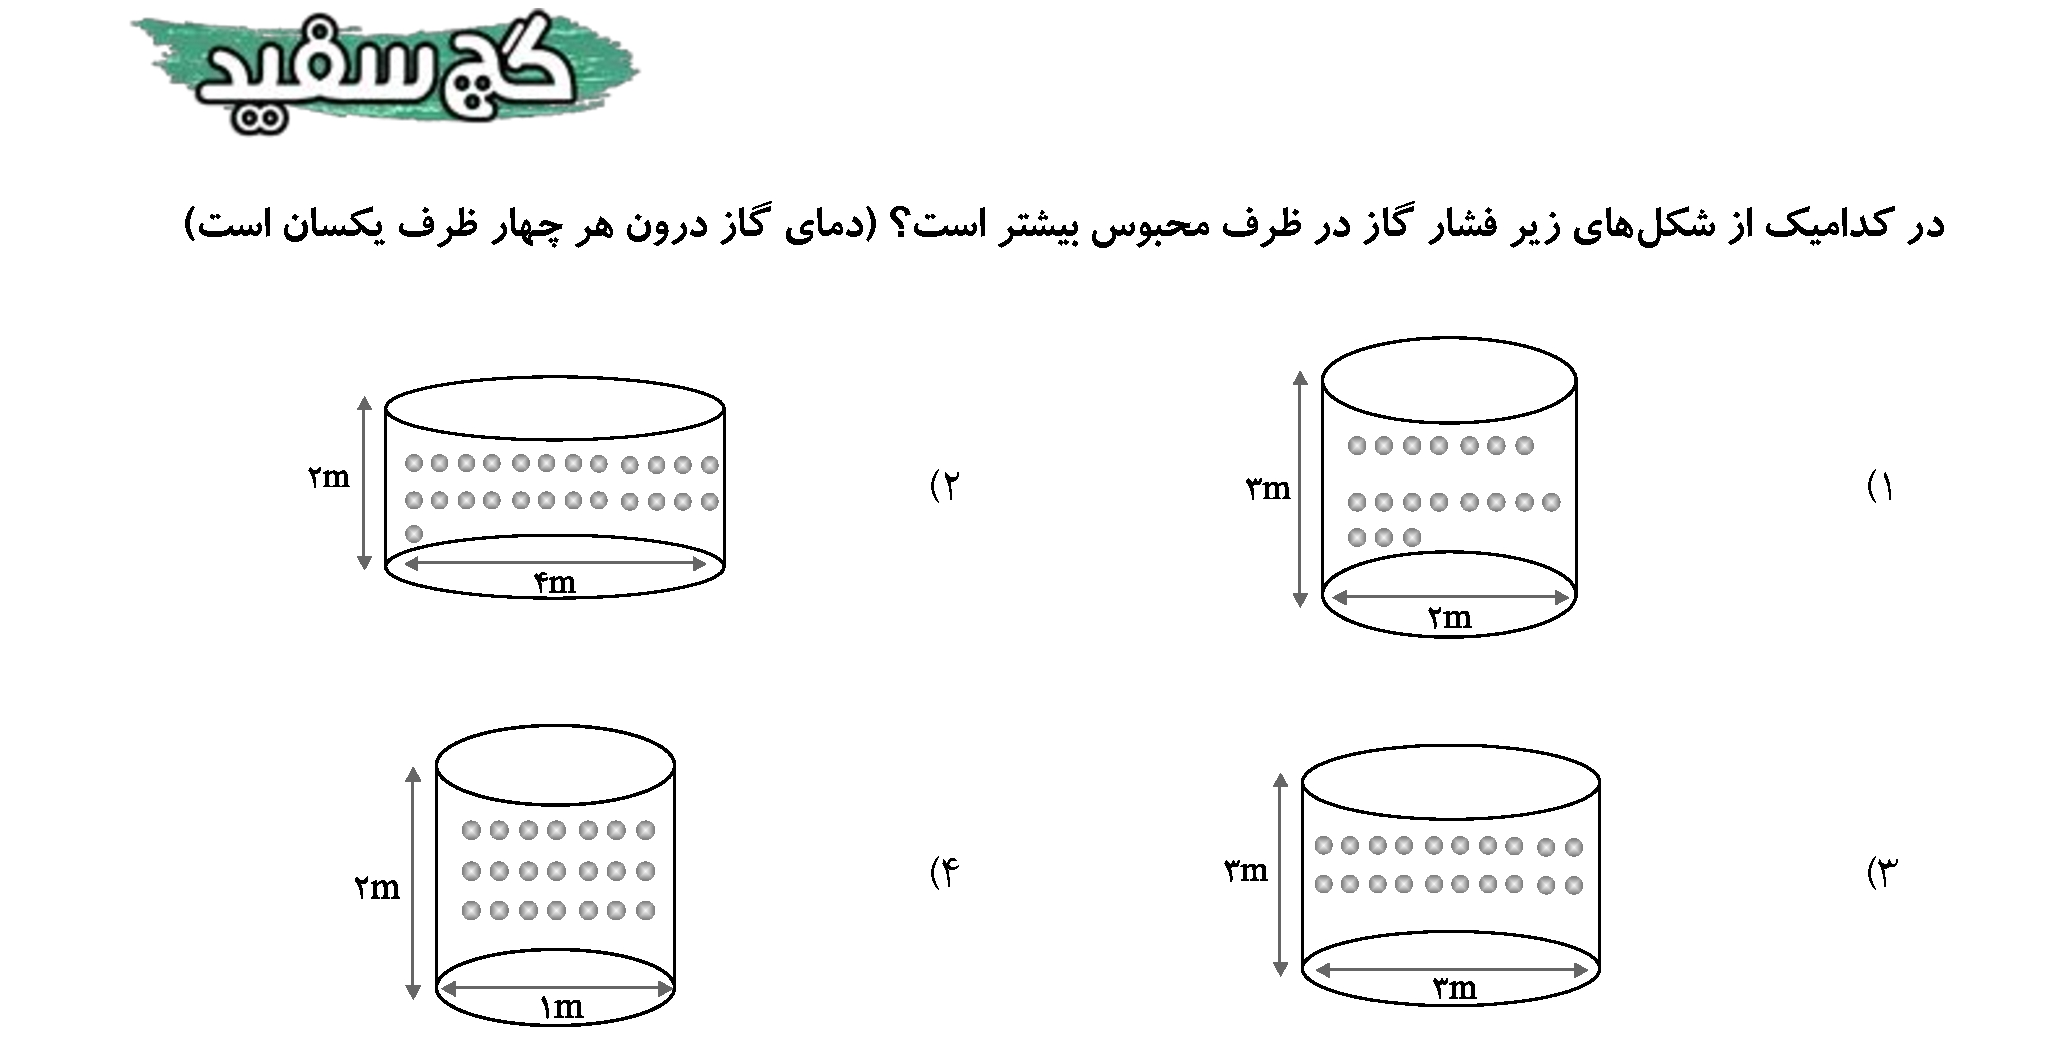 گچ سفید
در کدامیک از شکل‌های زیر فشار گاز در ظرف محبوس بیشتر است؟ (دمای گاز درون هر چهار ظرف یکسان است)
۱)
۳m
۲m
۲)
۲m
۴m
۳)
۳m
۳m
۴)
۲m
۱m